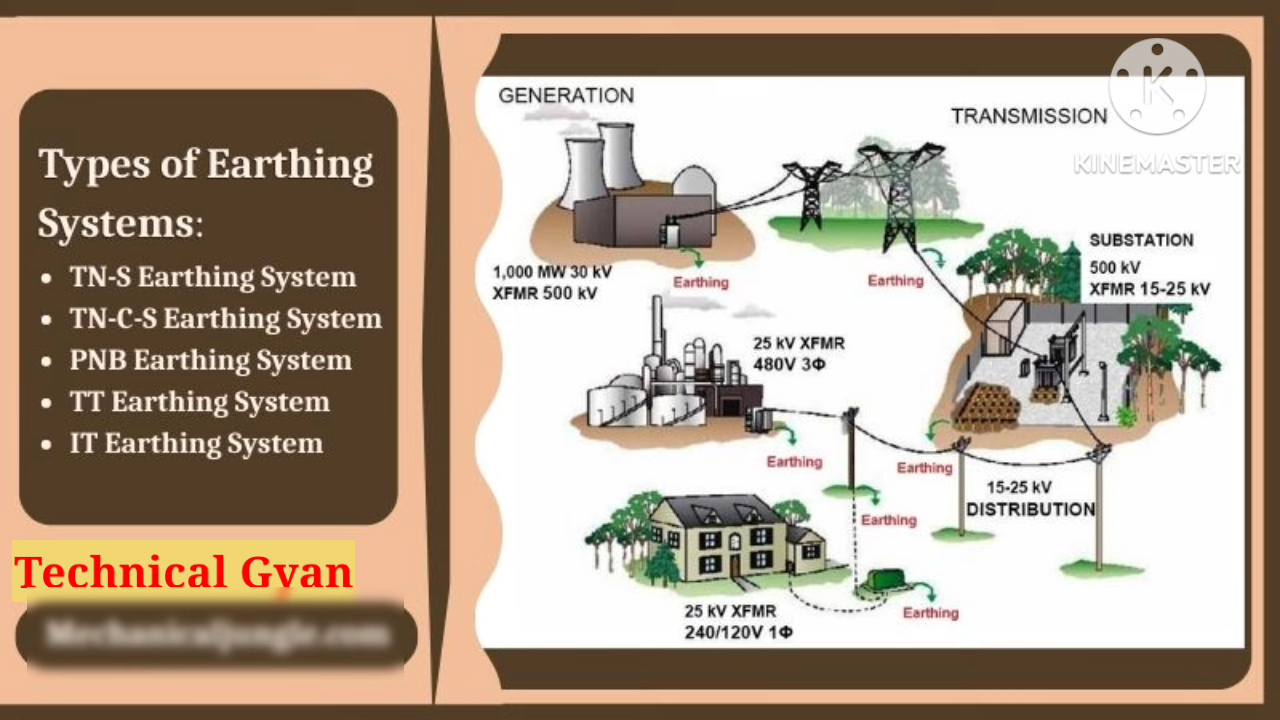 Types of Earthing
Systems:
• TN-S Earthing System
• TN-C-S Earthing System
• PNB Earthing System
• TT Earthing System
• IT Earthing System
Technical Gyan
GENERATION
TRANSMISSION
K
KINEMASTER
SUBSTATION
500 kV
XFMR 15-25 kV
1,000 MW 30 kV
XFMR 500 kV
Earthing
Earthing
25 kV XFMR
480V 3Φ
Earthing
Earthing
15-25 kV
DISTRIBUTION
Earthing
25 kV XFMR
240/120V 1Φ
Earthing